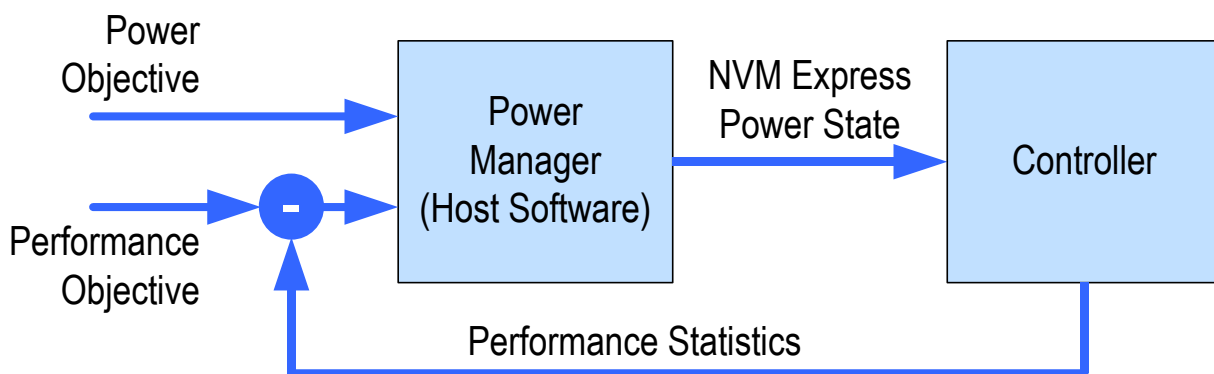 Power
Objective
Power
Manager
(Host Software)
NVM Express
Power State
Controller
-
Performance
Objective
Performance Statistics